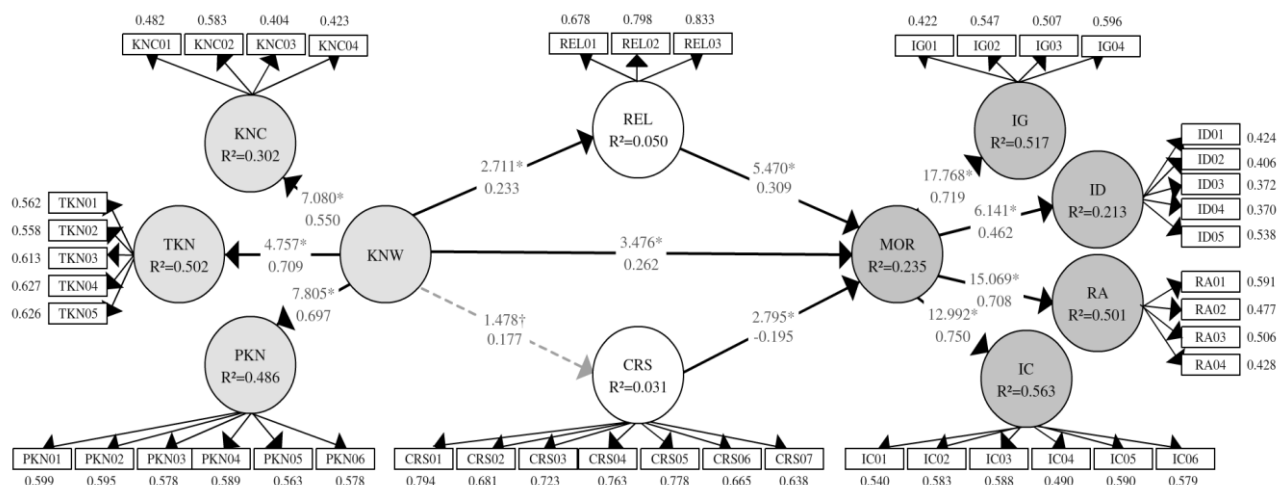 0.482 0.583 0.404 0.423
KNC01 KNC02 KNC03 KNC04
0.678 0.798 0.833
REL01 REL02 REL03
0.422 0.547 0.507 0.596
IG01 IG02 IG03 IG04
KNC
R²=0.302
REL
R²=0.050
IG
R²=0.517
ID01 0.424
ID02 0.406
ID03 0.372
ID04 0.370
ID05 0.538
ID
R²=0.213
2.711*
0.233
5.470*
0.309
17.768*
0.719
6.141*
0.462
7.080*
0.550
0.562 TKN01
0.558 TKN02
0.613 TKN03
0.627 TKN04
0.626 TKN05
TKN
R²=0.502
4.757*
0.709
KNW
3.476*
0.262
MOR
R²=0.235
15.069*
0.708
RA
R²=0.501
RA01 0.591
RA02 0.477
RA03 0.506
RA04 0.428
7.805*
0.697
1.478†
0.177
2.795*
-0.195
12.992*
0.750
PKN
R²=0.486
CRS
R²=0.031
IC
R²=0.563
PKN01 PKN02 PKN03 PKN04 PKN05 PKN06
0.599 0.595 0.578 0.589 0.563 0.578
CRS01 CRS02 CRS03 CRS04 CRS05 CRS06 CRS07
0.794 0.681 0.723 0.763 0.778 0.665 0.638
IC01 IC02 IC03 IC04 IC05 IC06
0.540 0.583 0.588 0.490 0.590 0.579